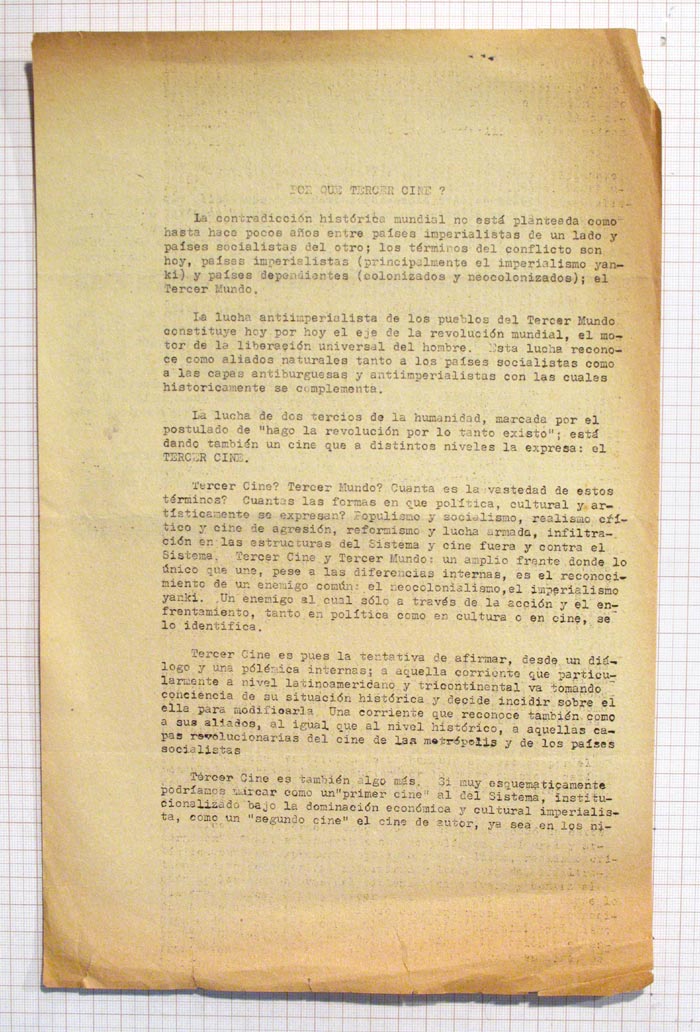 POR QUE TERCER CINE ?
La contradicción histórica mundial no está planteada como
hasta hace pocos años entre países imperialistas de un lado y
países socialistas del otro; los términos del conflicto son
hoy, países imperialistas (principalmente el imperialismo yan-
ki) y países dependientes (colonizados y neocolonizados); el
Tercer Mundo.
La lucha antiimperialista de los pueblos del Tercer Mundo
constituye hoy por hoy el eje de la revolución mundial, el mo-
tor de la liberación universal del hombre. Esta lucha recono-
ce como aliados naturales tanto a los países socialistas como
a las capas antiburguesas y antiimperialistas con las cuales
historicamente se complementa.
La lucha de dos tercios de la humanidad, marcada por el
postulado de "hago la revolución por lo tanto existo"; está
dando también un cine que a distintos niveles la expresa: el
TERCER CINE.
Tercer Cine? Tercer Mundo? Cuanta es la vastedad de estos
términos? Cuantas las formas en que política, cultural y ar-
tísticamente se expresan? Populismo y socialismo, realismo crí-
tico y cine de agresión, reformismo y lucha armada, infiltra-
ción en las estructuras del Sistema y cine fuera y contra el
Sistema. Tercer Cine y Tercer Mundo: un amplio frente donde lo
único que une, pese a las diferencias internas, es el reconoci-
miento de un enemigo común: el neocolonialismo, el imperialismo
yanki. Un enemigo al cual sólo a través de la acción y el en-
frentamiento, tanto en política como en cultura o en cine, se
lo identifica.
Tercer Cine es pues la tentativa de afirmar, desde un diá-
logo y una pólémica internas; a aquella corriente que particu-
larmente a nivel latinoamericano y tricontinental va tomando
conciencia de su situación histórica y decide incidir sobre el
ella para modificarla. Una corriente que reconoce también como
a sus aliados, al igual que al nivel histórico, a aquellas ca-
pas revolucionarias del cine de las metrópolis y de los países
socialistas
Tercer Cine es también algo más. Si muy esquematicamente
podríamos marcar como un"primer cine" al del Sistema, institu-
cionalizado bajo la dominación económica y cultural imperialis-
ta, como un "segundo cine" el cine de autor, ya sea en los ni-